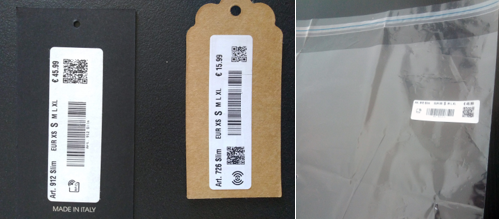 Art. 912 Slim EUR XS S M L XL € 45.99
MADE IN ITALY
Art. 726 Slim EUR XS S M L XL € 15.99